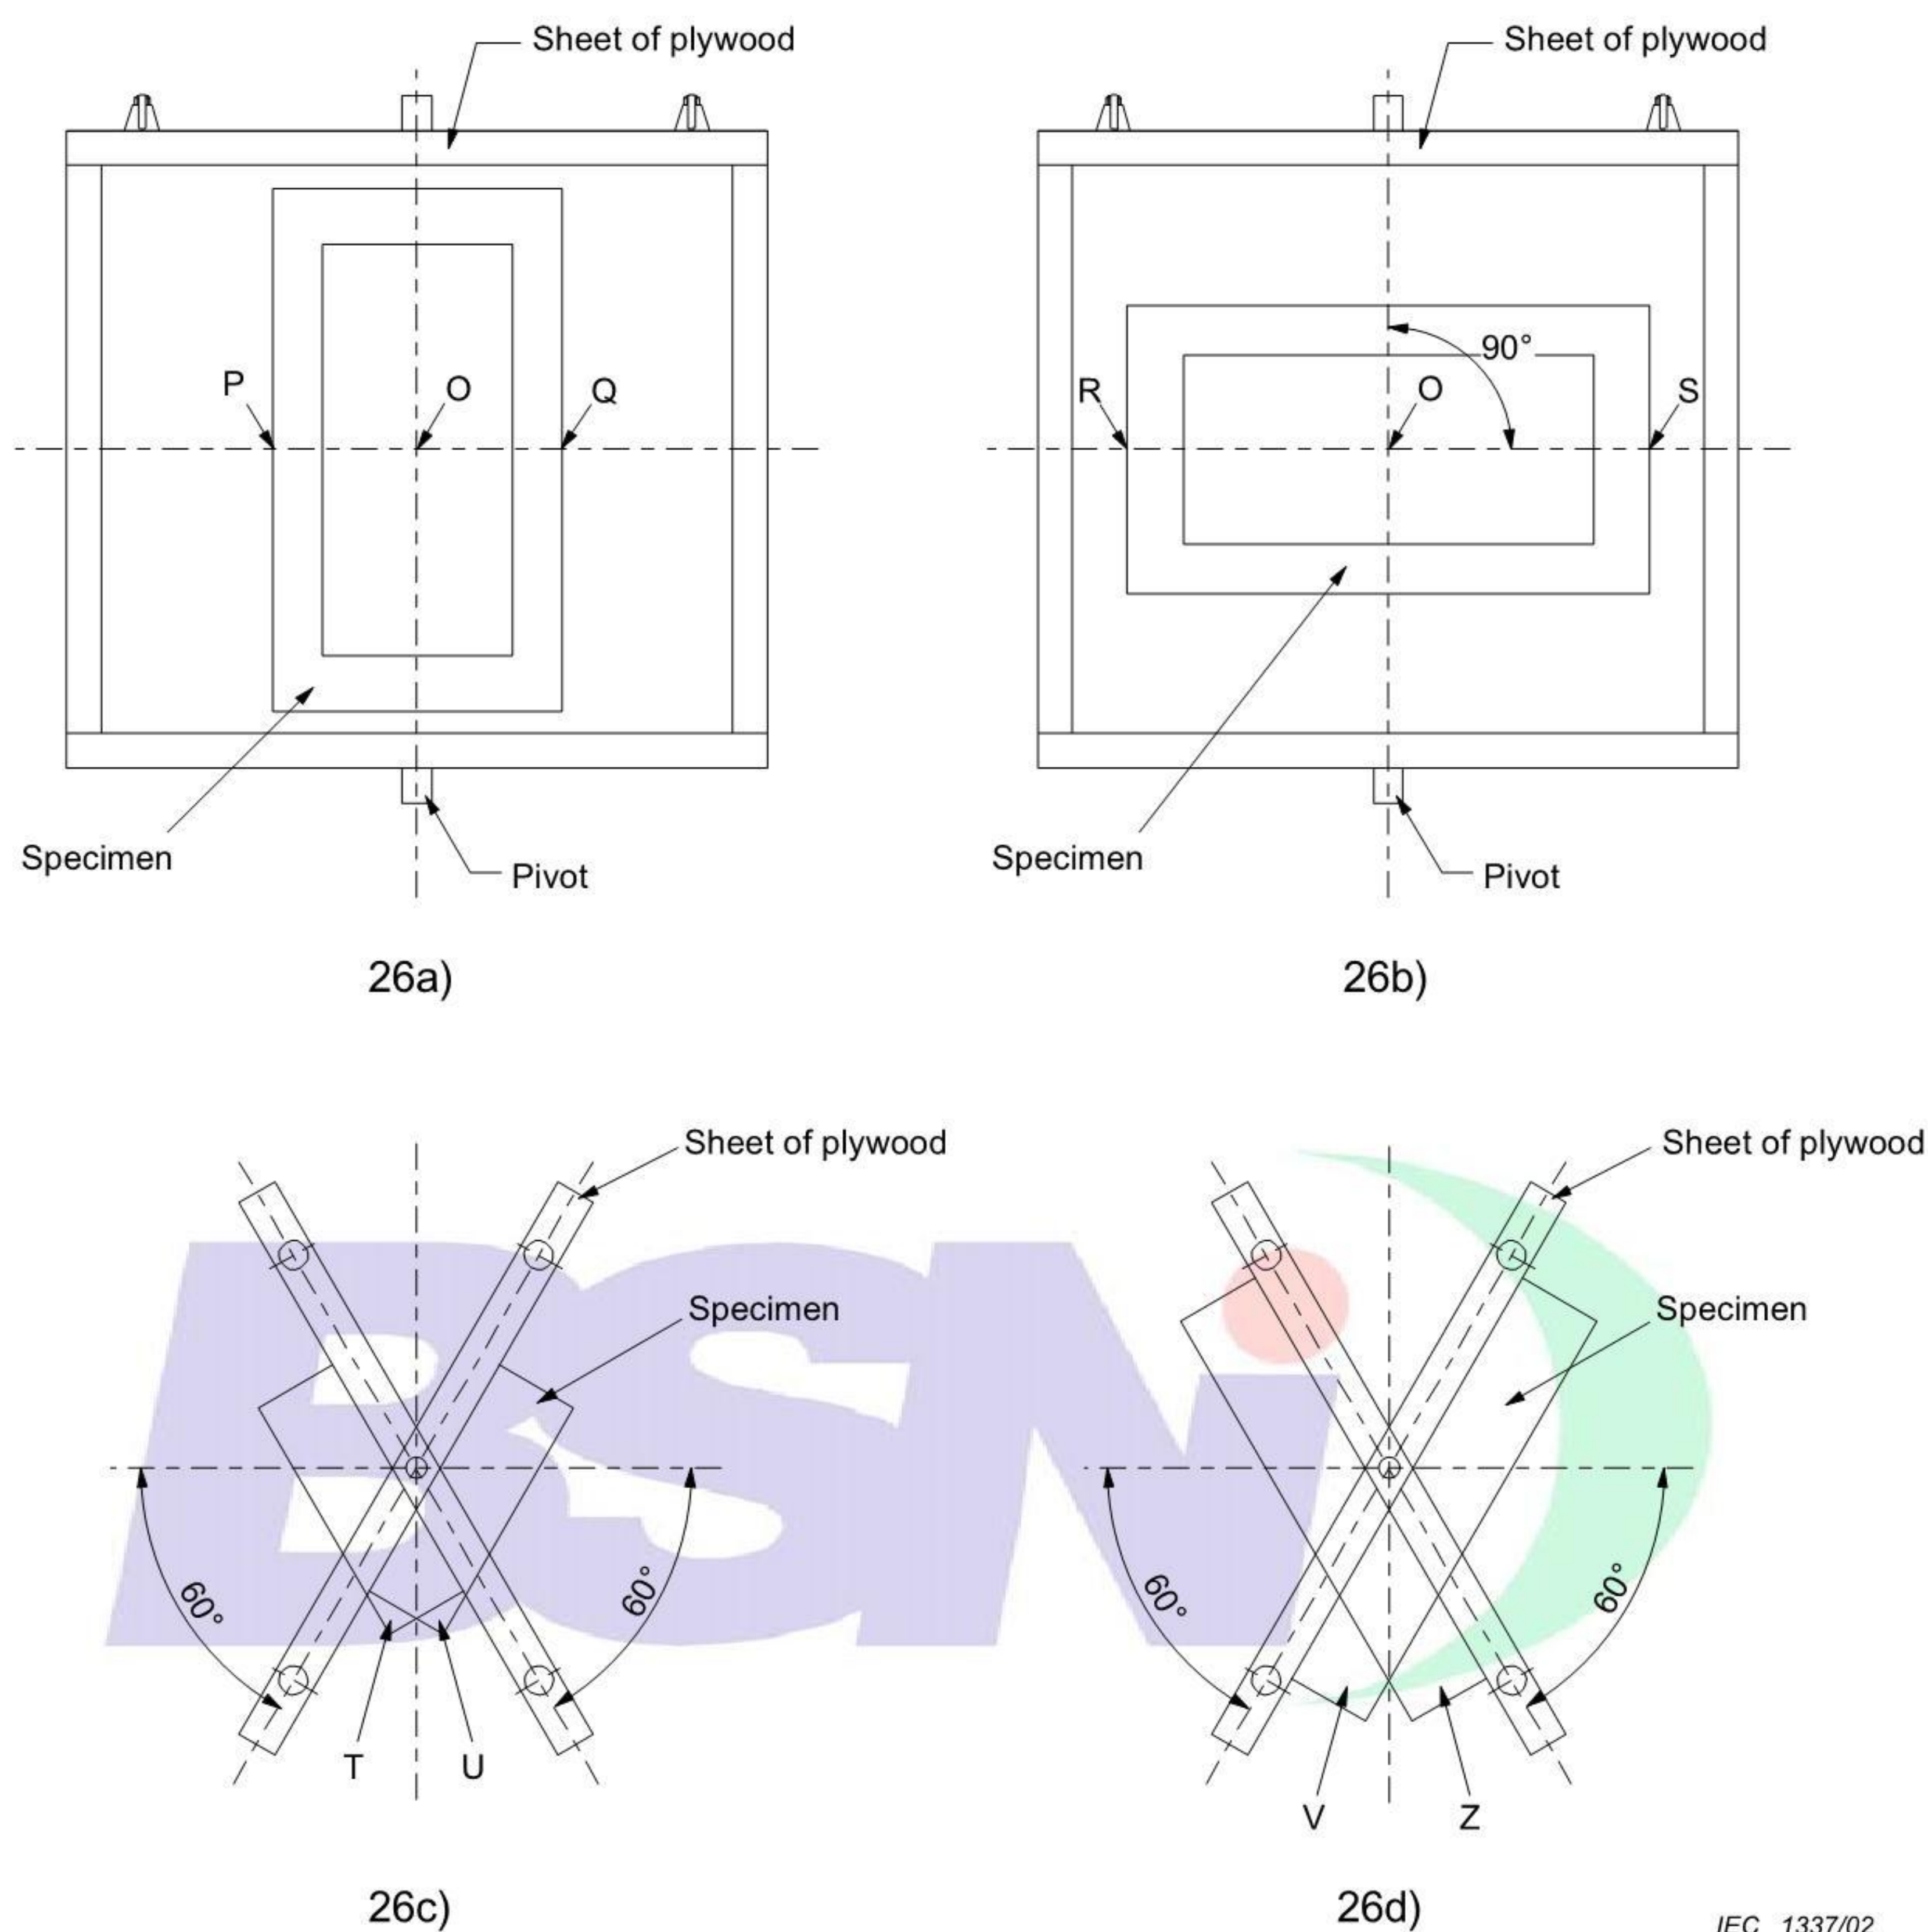 Sheet of plywood
Sheet of plywood
P
O
Q
R
O
90°
S
Specimen
Pivot
Specimen
Pivot
26a)
26b)
Sheet of plywood
Sheet of plywood
Specimen
Specimen
60°
60°
60°
60°
T
U
V
Z
26c)
26d)
IEC 1337/02
BSNi